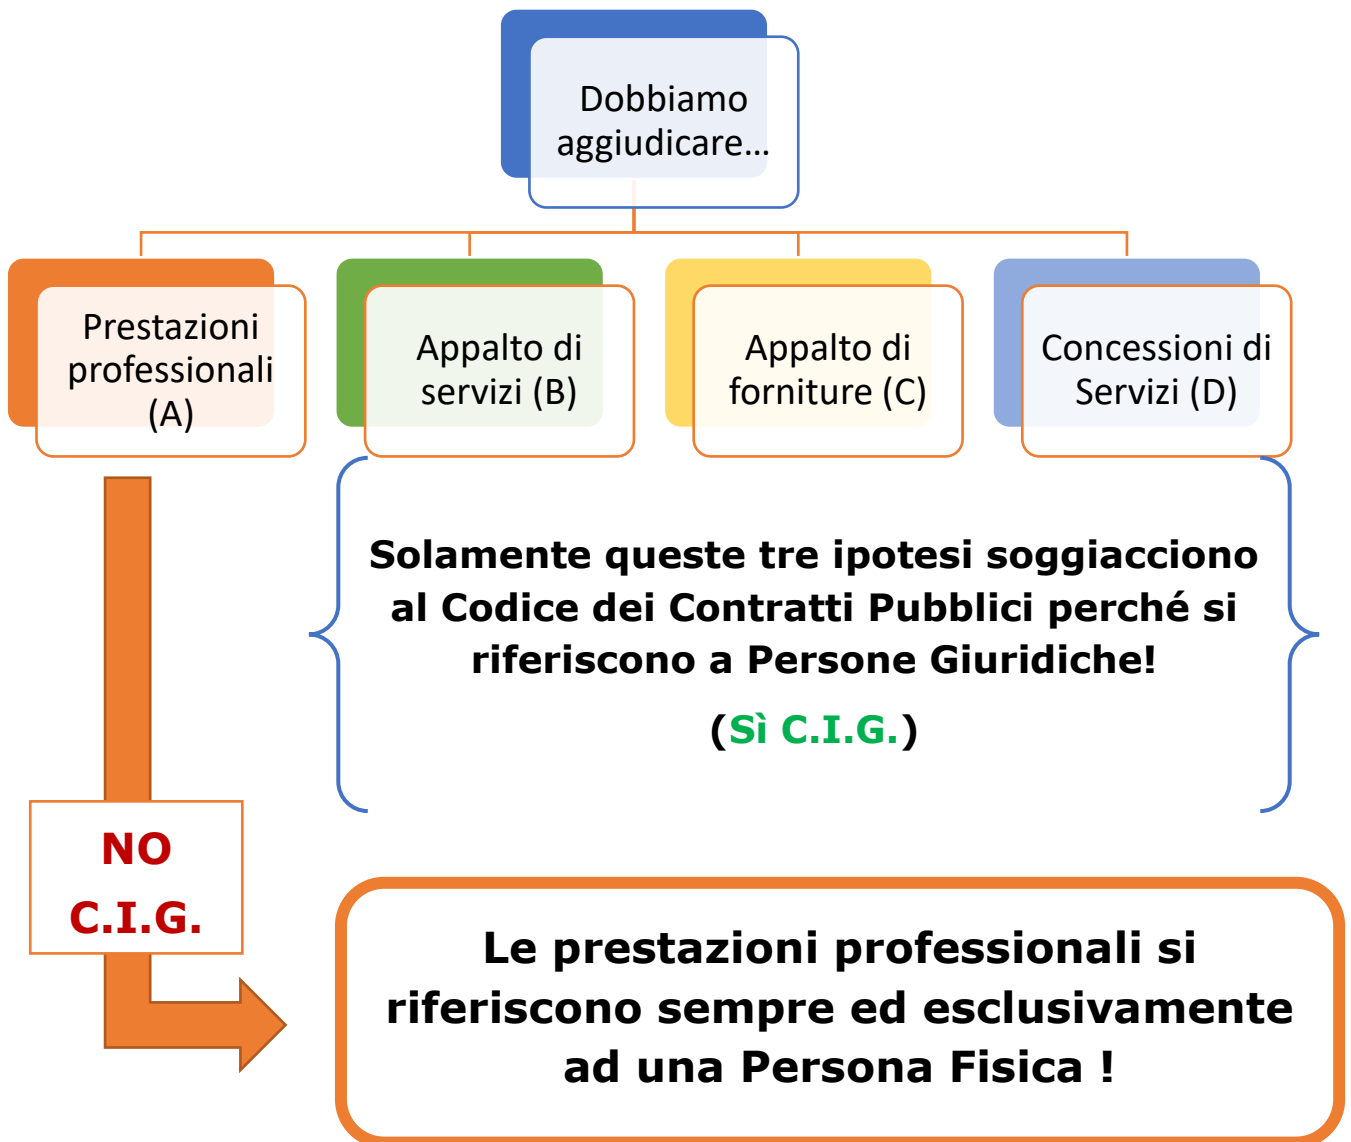 Dobbiamo
aggiudicare…
Prestazioni
professionali
(A)
Appalto di
servizi (B)
Appalto di
forniture (C)
Concessioni di
Servizi (D)
Solamente queste tre ipotesi soggiacciono
al Codice dei Contratti Pubblici perché si
riferiscono a Persone Giuridiche!
(Sì C.I.G.)
NO
C.I.G.
Le prestazioni professionali si
riferiscono sempre ed esclusivamente
ad una Persona Fisica !